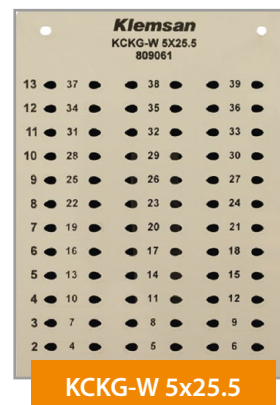 Klemsan
KCKG-W 5X25.5
809061
13 37 38 39
12 34 35 36
11 31 32 33
10 28 29 30
9 25 26 27
8 22 23 24
7 19 20 21
6 16 17 18
5 13 14 15
4 10 11 12
3 7 8 9
2 4 5 6
KCKG-W 5x25.5